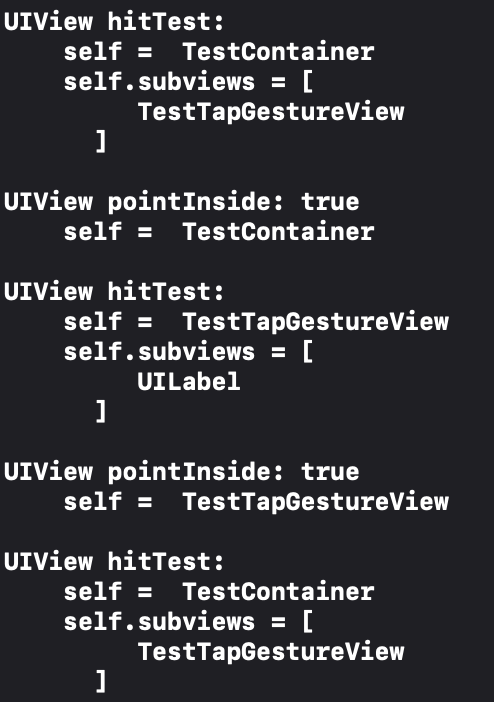 UIView hitTest:
self =  TestContainer
self.subviews = [
TestTapGestureView
]
UIView pointInside: true
self =  TestContainer
UIView hitTest:
self =  TestTapGestureView
self.subviews = [
UILabel
]
UIView pointInside: true
self =  TestTapGestureView
UIView hitTest:
self =  TestContainer
self.subviews = [
TestTapGestureView
]